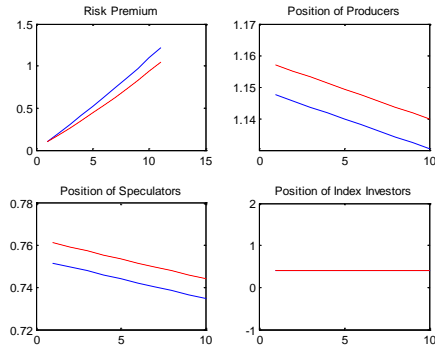 Risk Premium
1.5
1
0.5
0
0 5 10 15
Position of Producers
1.17
1.16
1.15
1.14
0 5 10
Position of Speculators
0.78
0.76
0.74
0.72
0 5 10
Position of Index Investors
2
1
0
-1
0 5 10